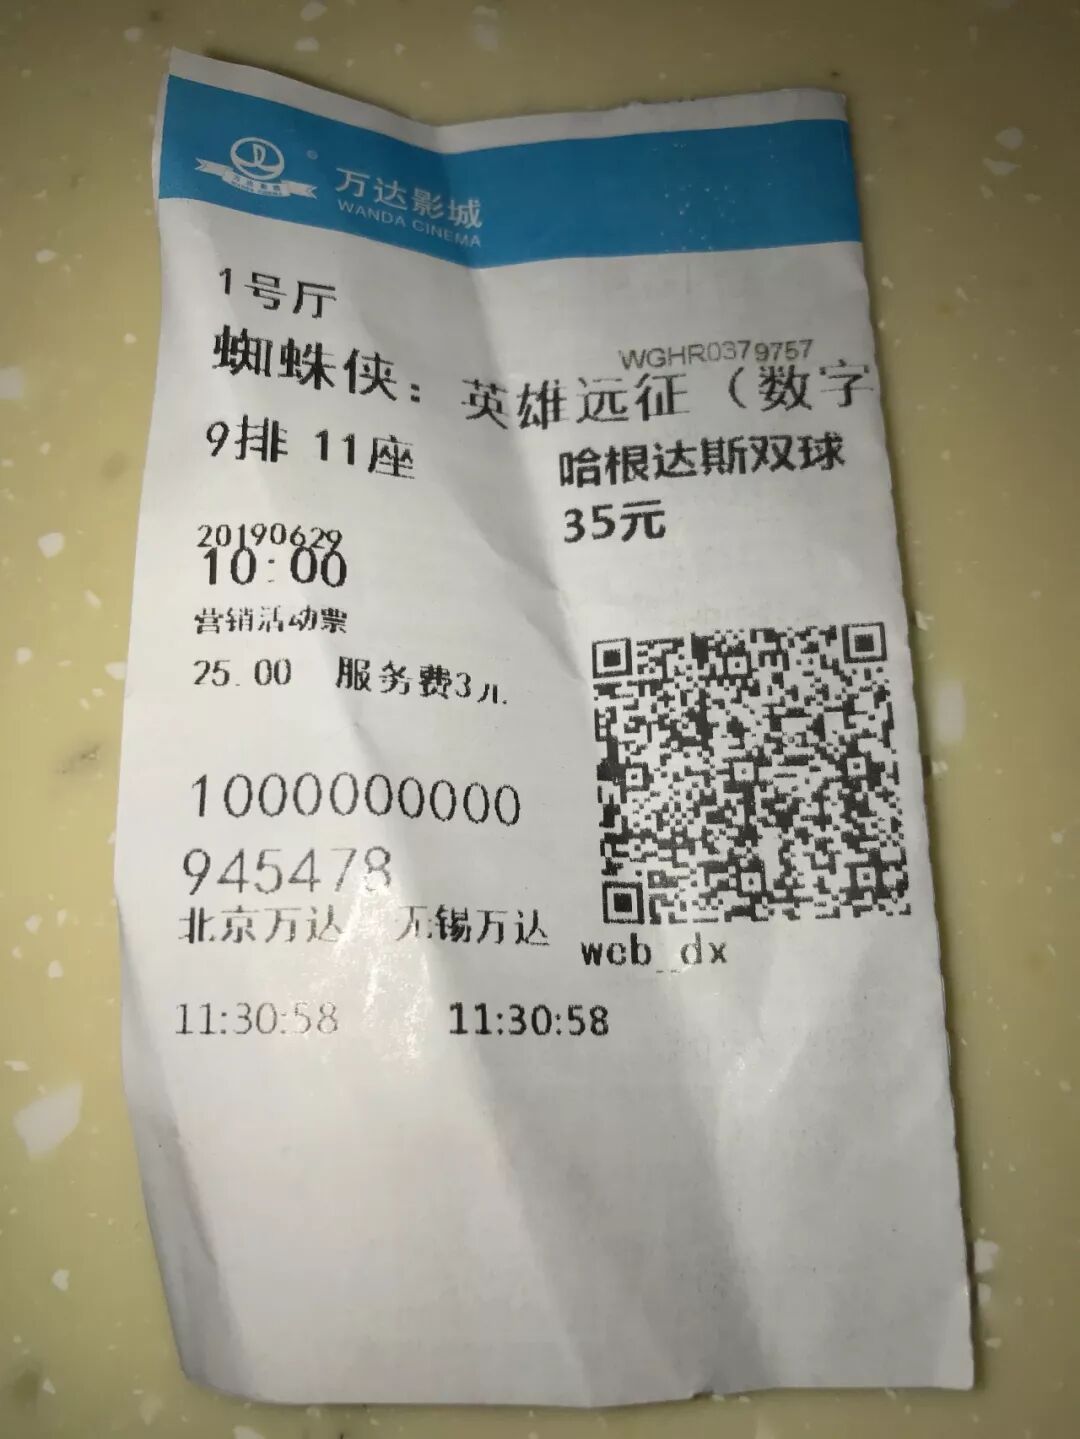 万达影城
WANDA CINEMA
1号厅
WGHR0379757
蜘蛛侠：英雄远征（数字
9排 11座
哈根达斯双球
35元
20190629
10:00
营销活动票
25.00 服务费3元
1000000000
945478
北京万达 无锡万达
web_dx
11:30:58 11:30:58